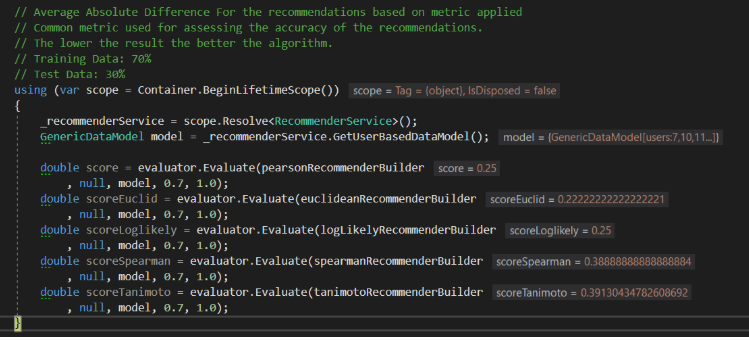 // Average Absolute Difference For the recommendations based on metric applied
// Common metric used for assessing the accuracy of the recommendations.
// The lower the result the better the algorithm.
// Training Data: 70%
// Test Data: 30%
using (var scope = Container.BeginLifetimeScope()) scope = Tag = {object}, IsDisposed = false
{
_recommenderService = scope.Resolve<RecommenderService>();
GenericDataModel model = _recommenderService.GetUserBasedDataModel(); model = {GenericDataModel[users:7,10,11...]}
double score = evaluator.Evaluate(pearsonRecommenderBuilder score = 0.25
, null, model, 0.7, 1.0);
double scoreEuclid = evaluator.Evaluate(euclideanRecommenderBuilder scoreEuclid = 0.2222222222222221
, null, model, 0.7, 1.0);
double scoreLoglikely = evaluator.Evaluate(logLikelyRecommenderBuilder scoreLoglikely = 0.25
, null, model, 0.7, 1.0);
double scoreSpearman = evaluator.Evaluate(spearmanRecommenderBuilder scoreSpearman = 0.38888888888888884
, null, model, 0.7, 1.0);
double scoreTanimoto = evaluator.Evaluate(tanimotoRecommenderBuilder scoreTanimoto = 0.39130434782608692
, null, model, 0.7, 1.0);
}